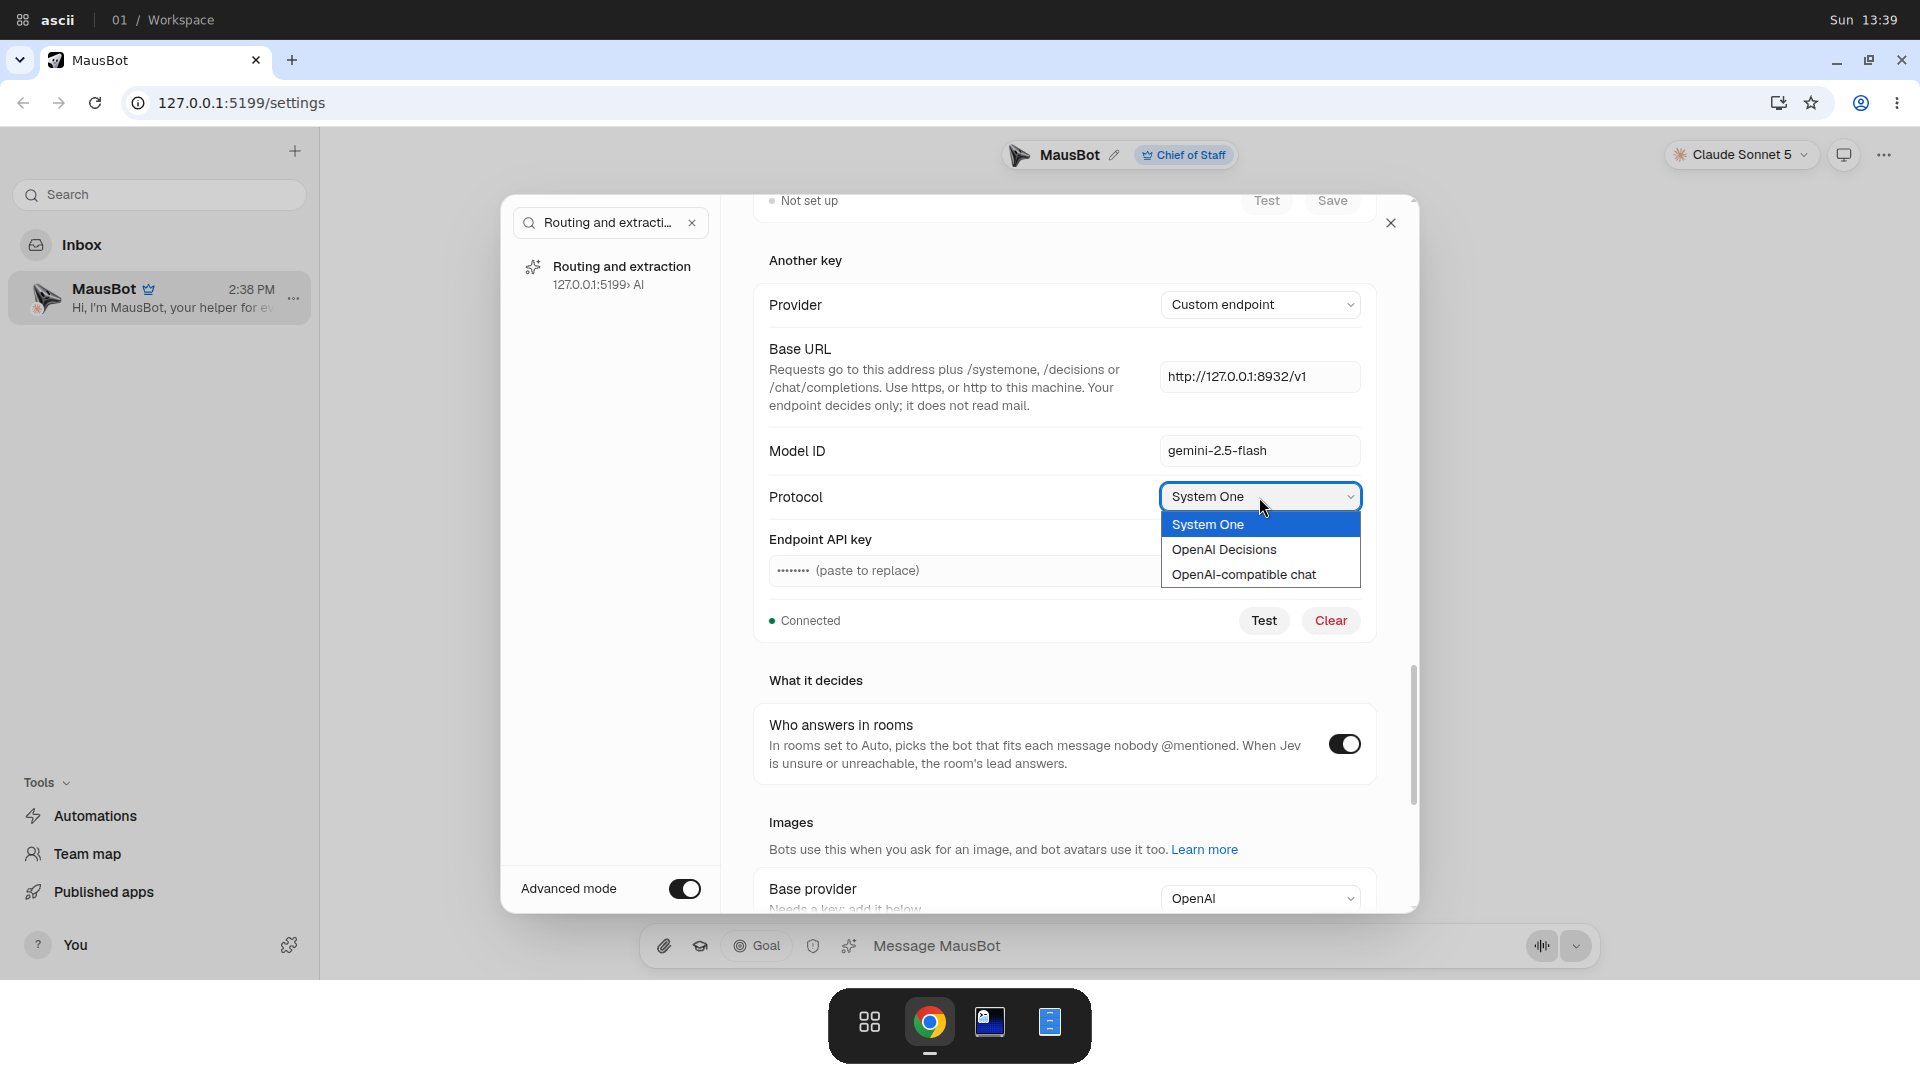 ascii
01 / Workspace
Sun 13:39
MausBot
127.0.0.1:5199/settings
Search
Inbox
MausBot
2:38 PM
Hi, I'm MausBot, your helper for ev
Tools
Automations
Team map
Published apps
? You
MausBot
Chief of Staff
Claude Sonnet 5
Routing and extracti...
Routing and extraction
127.0.0.1:5199› AI
Advanced mode
Not set up
Test
Save
Another key
Provider
Custom endpoint
Base URL
Requests go to this address plus /systemone, /decisions or
/chat/completions. Use https, or http to this machine. Your
endpoint decides only; it does not read mail.
http://127.0.0.1:8932/v1
Model ID
gemini-2.5-flash
Protocol
System One
System One
OpenAI Decisions
OpenAI-compatible chat
Endpoint API key
•••••••• (paste to replace)
Connected
Test
Clear
What it decides
Who answers in rooms
In rooms set to Auto, picks the bot that fits each message nobody @mentioned. When Jev
is unsure or unreachable, the room's lead answers.
Images
Bots use this when you ask for an image, and bot avatars use it too. Learn more
Base provider
Needs a key; add it below
OpenAI
Goal
Message MausBot